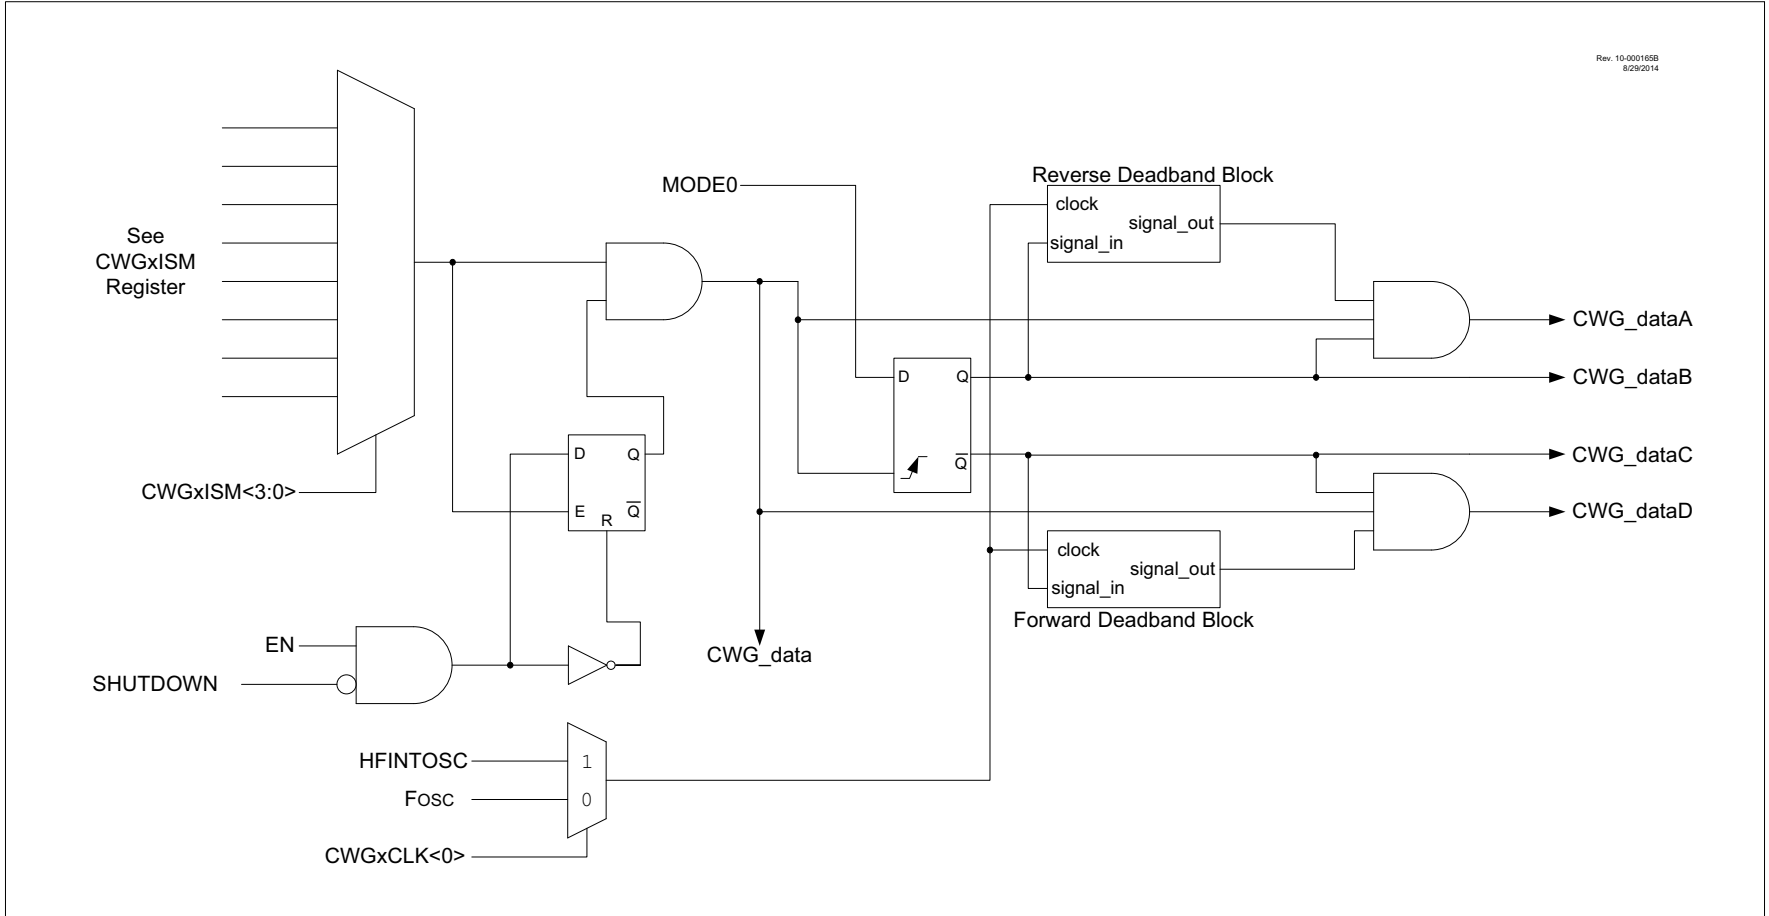 Rev. 10-000165B
8/29/2014
See
CWGxISM
Register
CWGxISM<3:0>
MODE0
Reverse Deadband Block
clock
signal_out
signal_in
CWG_dataA
D
Q
CWG_dataB
Q
CWG_dataC
D
Q
E
R
Q
CWG_dataD
clock
signal_out
signal_in
Forward Deadband Block
EN
SHUTDOWN
CWG_data
HFINTOSC
1
FOSC
0
CWGxCLK<0>